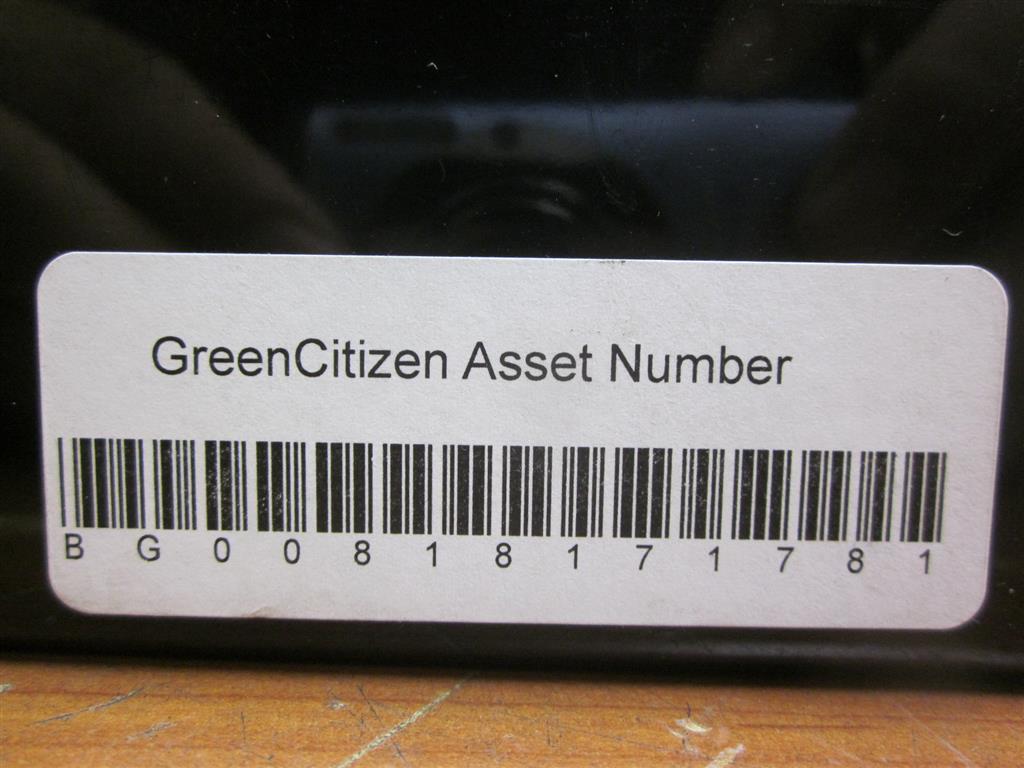 GreenCitizen Asset Number
B G 0 0 8 1 8 1 7 1 7 8 1